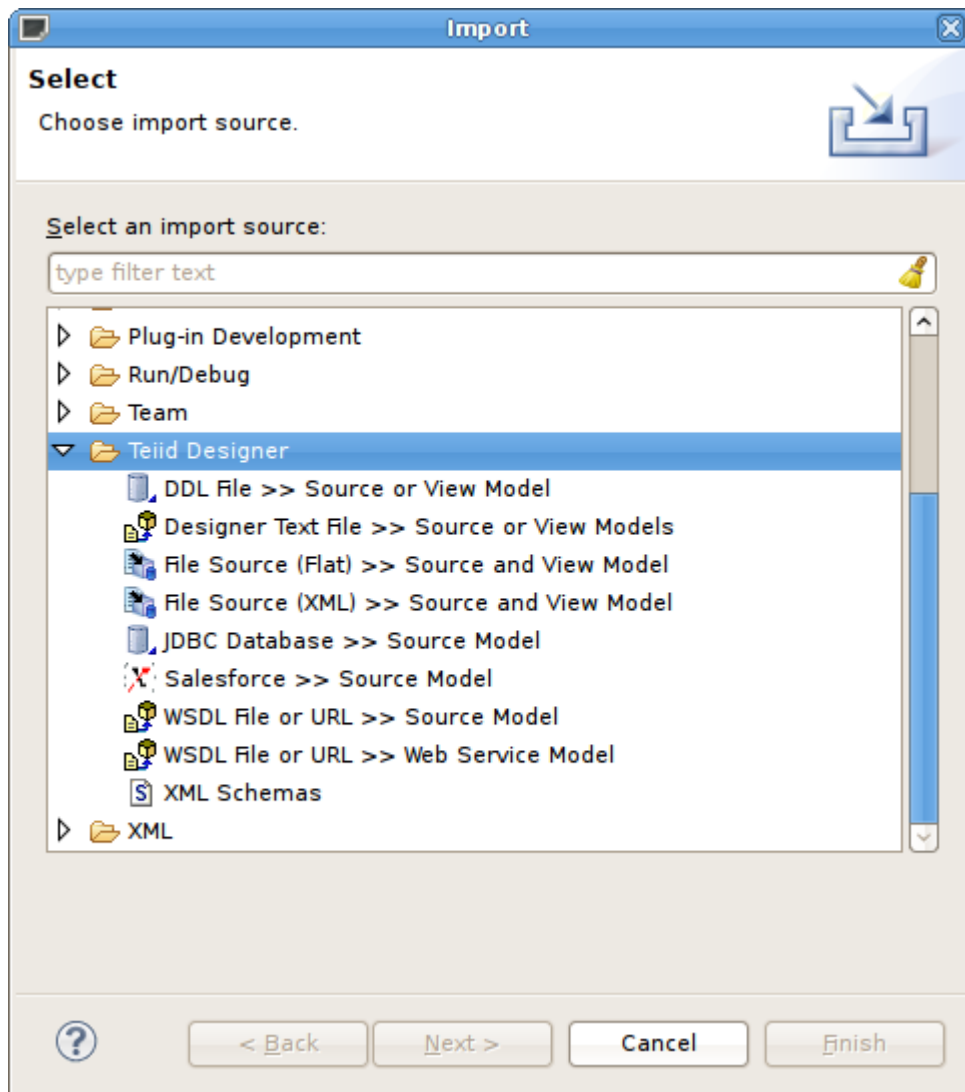 Import
Select
Choose import source.
Select an import source:
type filter text
Plug-in Development
Run/Debug
Team
Teiid Designer
DDL File >> Source or View Model
Designer Text File >> Source or View Models
File Source (Flat) >> Source and View Model
File Source (XML) >> Source and View Model
JDBC Database >> Source Model
Salesforce >> Source Model
WSDL File or URL >> Source Model
WSDL File or URL >> Web Service Model
XML Schemas
XML
< Back Next > Cancel Finish